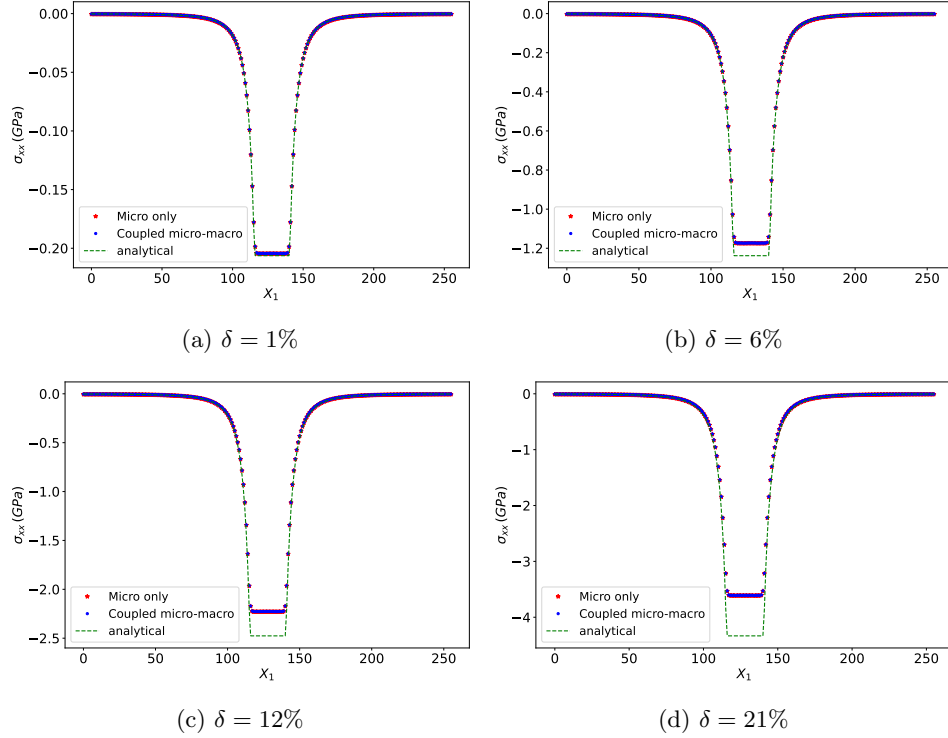 0.00
−0.05
−0.10
−0.15
−0.20
σxx (GPa)
Micro only
Coupled micro-macro
analytical
0 50 100 150 200 250
X1
(a) δ = 1%
0.0
−0.2
−0.4
−0.6
−0.8
−1.0
−1.2
σxx (GPa)
Micro only
Coupled micro-macro
analytical
0 50 100 150 200 250
X1
(b) δ = 6%
0.0
−0.5
−1.0
−1.5
−2.0
−2.5
σxx (GPa)
Micro only
Coupled micro-macro
analytical
0 50 100 150 200 250
X1
(c) δ = 12%
0
−1
−2
−3
−4
σxx (GPa)
Micro only
Coupled micro-macro
analytical
0 50 100 150 200 250
X1
(d) δ = 21%